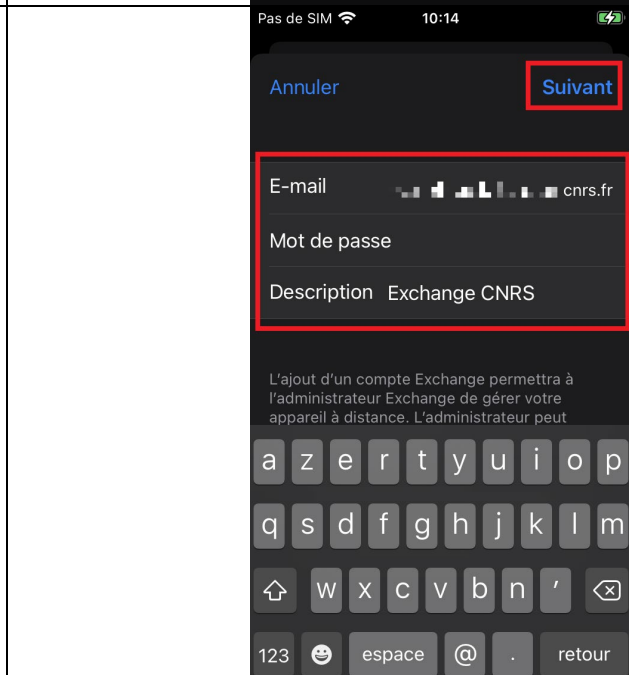 Pas de SIM 10:14
Annuler Suivant
E-mail cnrs.fr
Mot de passe
Description Exchange CNRS
L'ajout d'un compte Exchange permettra à
l'administrateur Exchange de gérer votre
appareil à distance. L'administrateur peut
a z e r t y u i o p
q s d f g h j k l m
w x c v b n '
123 espace @ . retour